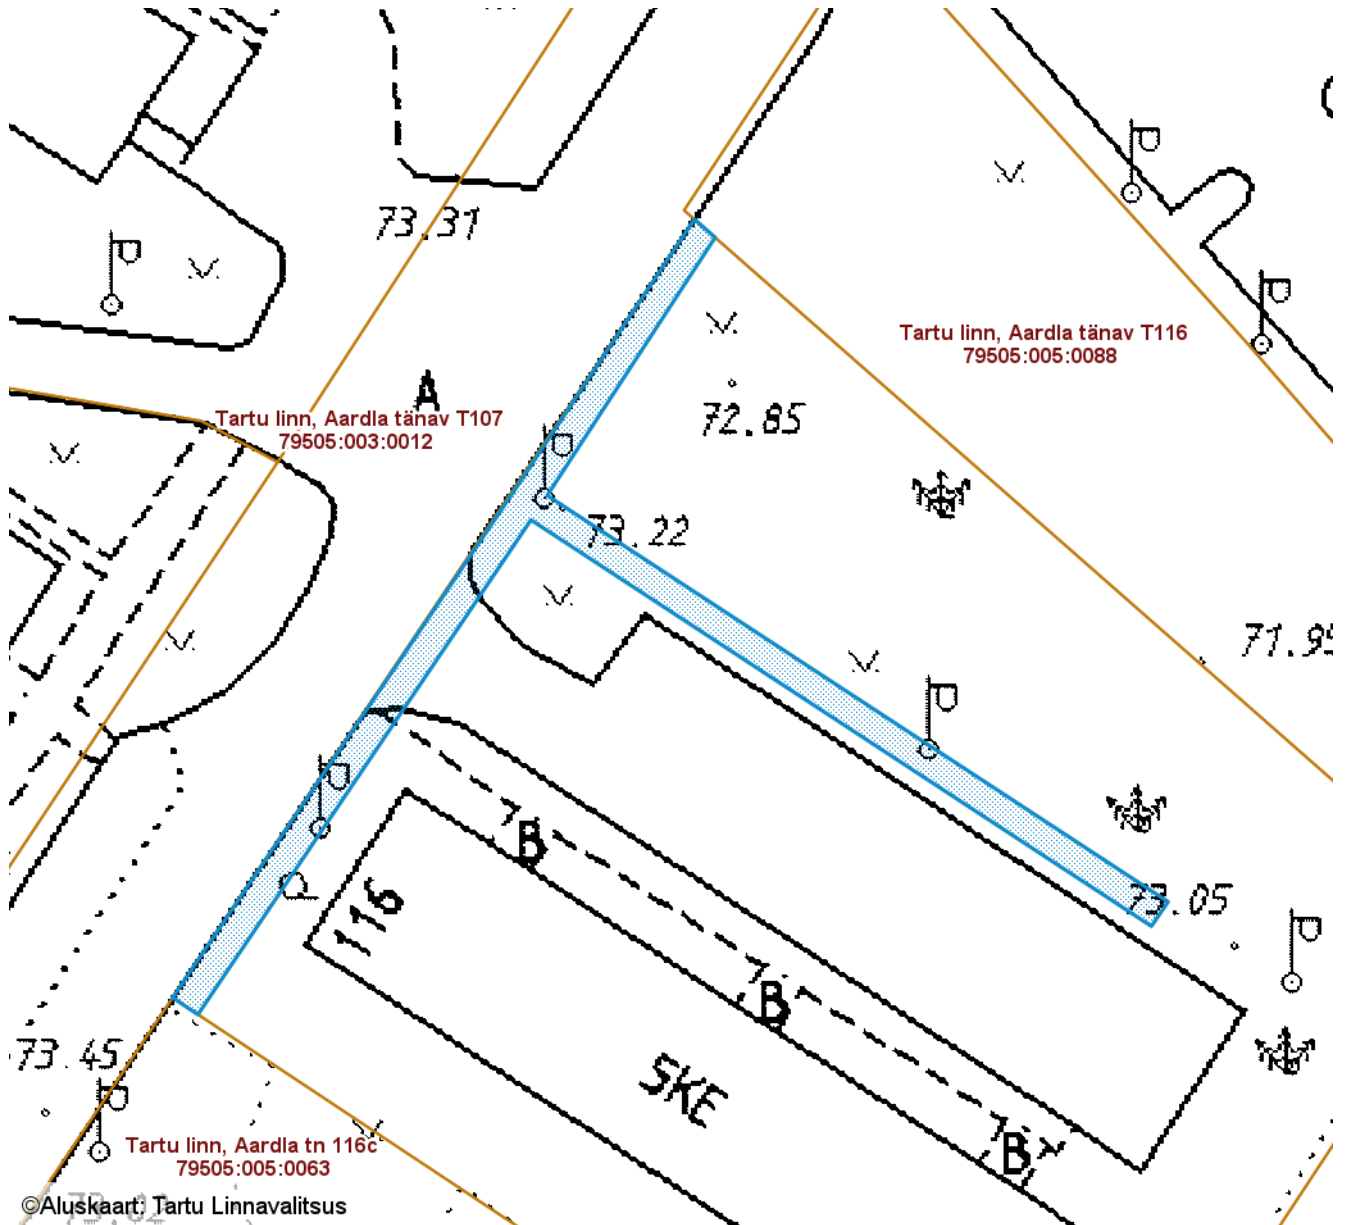 73.31
Tartu linn, Aardla tänav T116
79505:005:0088
A
Tartu linn, Aardla tänav T107
79505:003:0012
72.85
73.22
71.95
B
116
73.05
B
73.45
5KE
B
Tartu linn, Aardla tn 116c
79505:005:0063
©Aluskaart: Tartu Linnavalitsus